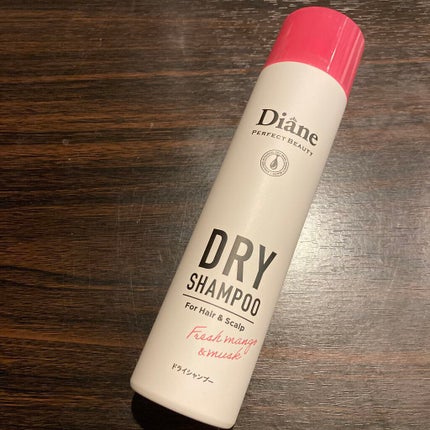 Diane
PERFECT BEAUTY
DRY
SHAMPOO
For Hair & Scalp
Fresh mango
& musk
ドライシャンプー